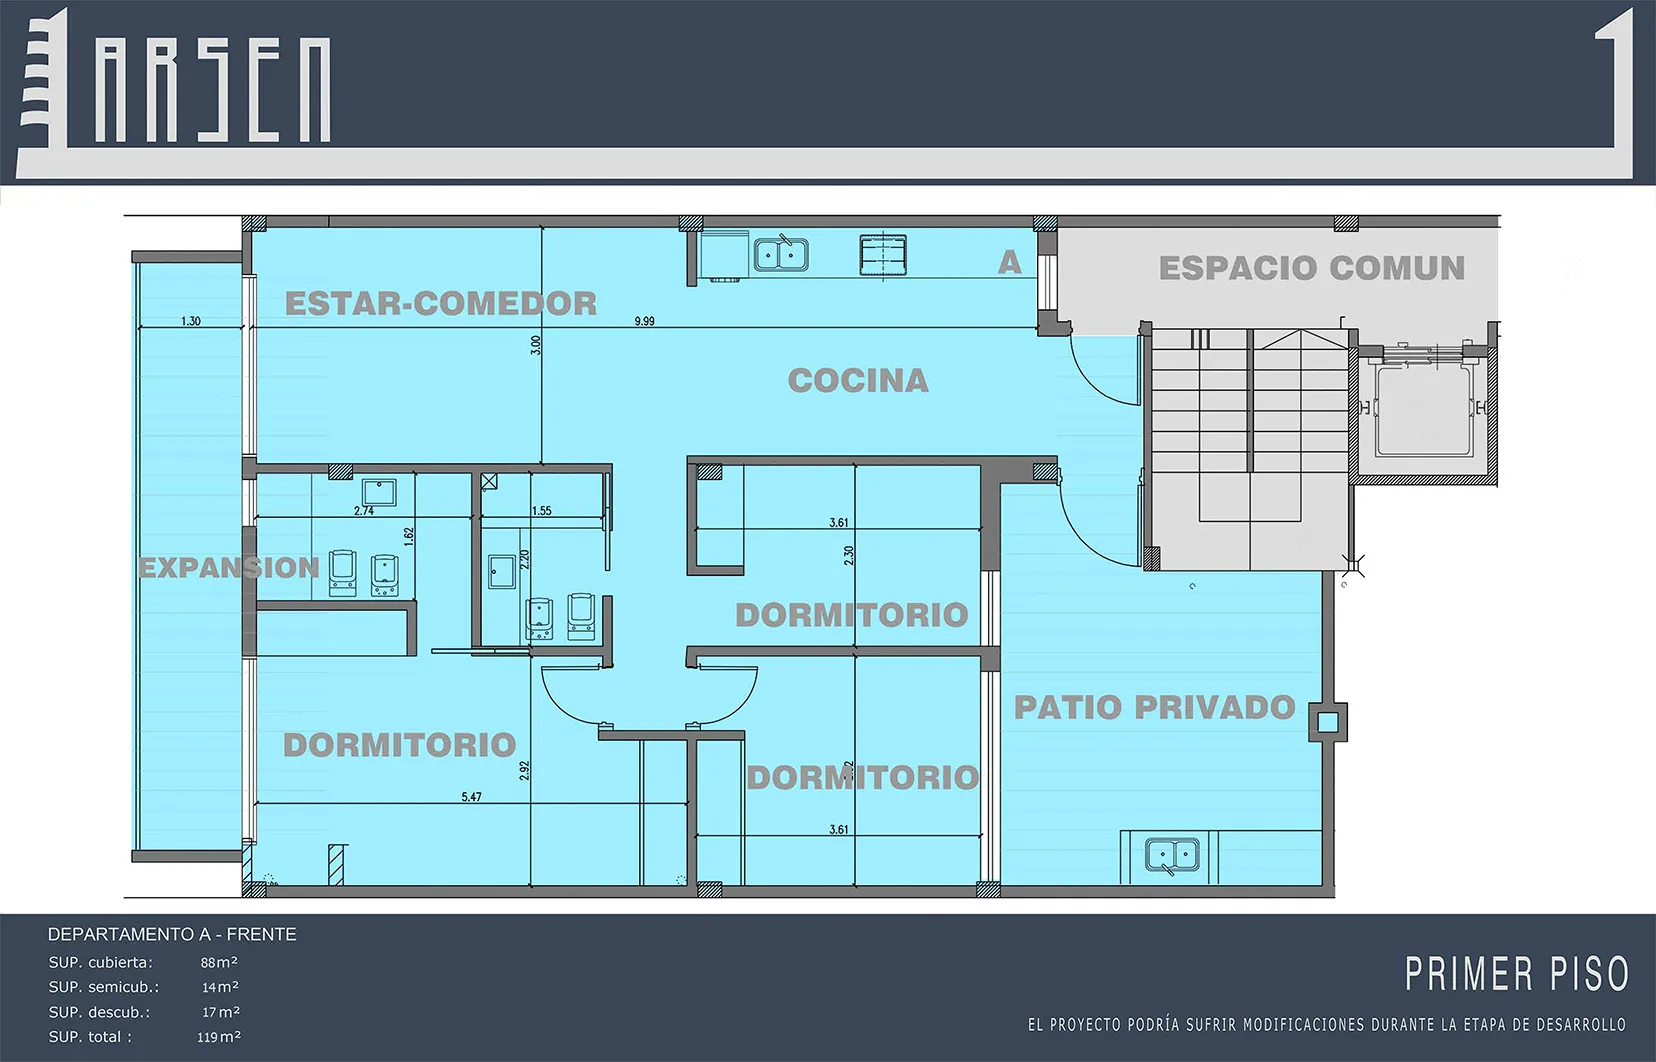 LARSEN
1
ESPACIO COMUN
A
ESTAR-COMEDOR
1.30
9.99
3.00
COCINA
2.74
1.55
1.62
3.61
2.20
2.30
EXPANSION
DORMITORIO
PATIO PRIVADO
DORMITORIO
2.92
DORMITORIO
5.47
3.61
DEPARTAMENTO A - FRENTE
SUP. cubierta: 88m²
SUP. semicub.: 14m²
SUP. descub.: 17m²
SUP. total : 119m²
PRIMER PISO
EL PROYECTO PODRÍA SUFRIR MODIFICACIONES DURANTE LA ETAPA DE DESARROLLO